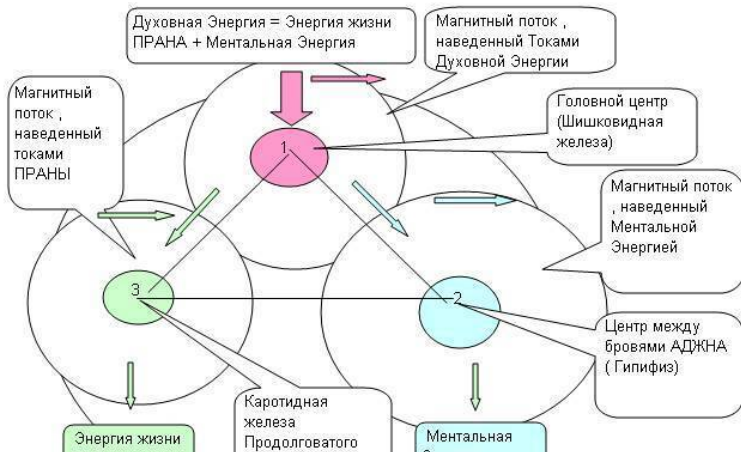 Духовная Энергия = Энергия жизни
ПРАНА + Ментальная Энергия
Магнитный
поток ,
наведенный
токами
ПРАНЫ
Магнитный поток ,
наведенный Токами
Духовной Энергии
Головной центр
(Шишковидная
железа)
Магнитный поток
, наведенный
Ментальной
Энергией
1
3
2
Центр между
бровями АДЖНА
( Гипифиз)
Энергия жизни
Каротидная
железа
Продолговатого
Ментальная